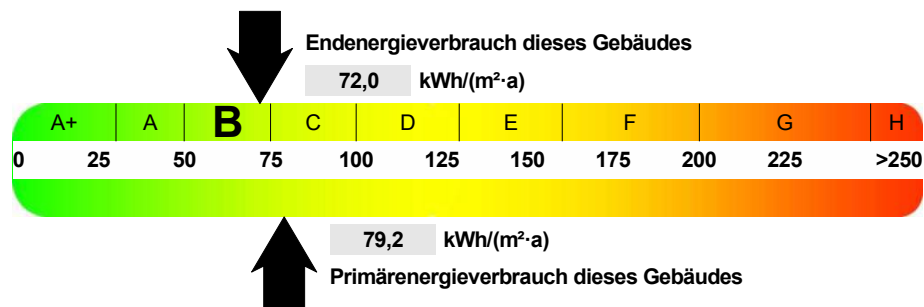 Endenergieverbrauch dieses Gebäudes
72,0 kWh/(m²·a)
A+ A B C D E F G H
0 25 50 75 100 125 150 175 200 225 >250
79,2 kWh/(m²·a)
Primärenergieverbrauch dieses Gebäudes